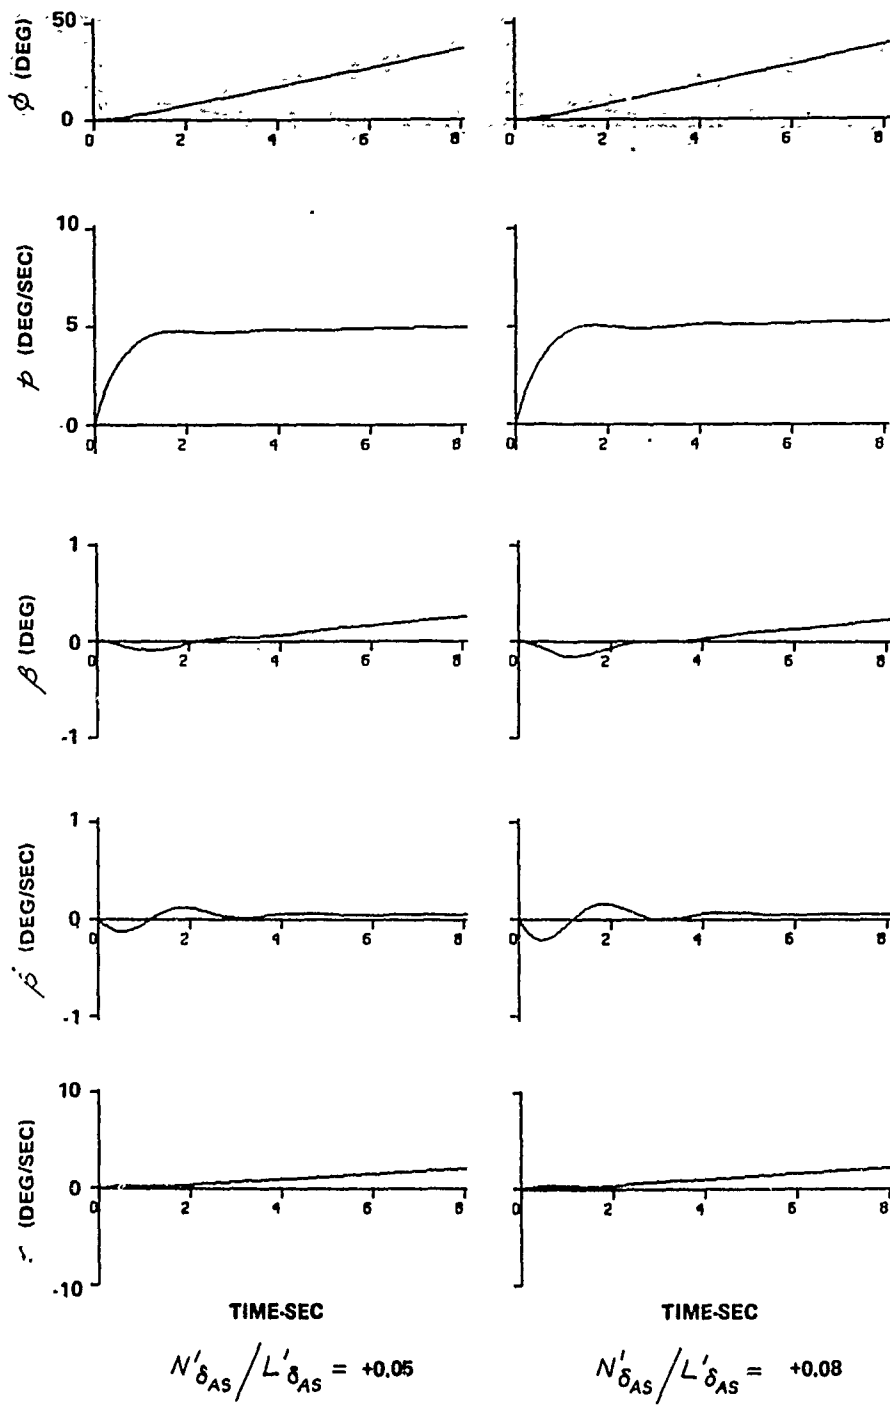 φ (DEG)
50
0
0 2 4 6 8
0 2 4 6 8
p (DEG/SEC)
10
5
0
0 2 4 6 8
0 2 4 6 8
β (DEG)
1
0
-1
0 2 4 6 8
0 2 4 6 8
β̇ (DEG/SEC)
1
0
-1
0 2 4 6 8
0 2 4 6 8
r (DEG/SEC)
10
0
-10
0 2 4 6 8
0 2 4 6 8
TIME-SEC
TIME-SEC
N'δAS/L'δAS = +0.05
N'δAS/L'δAS = +0.08